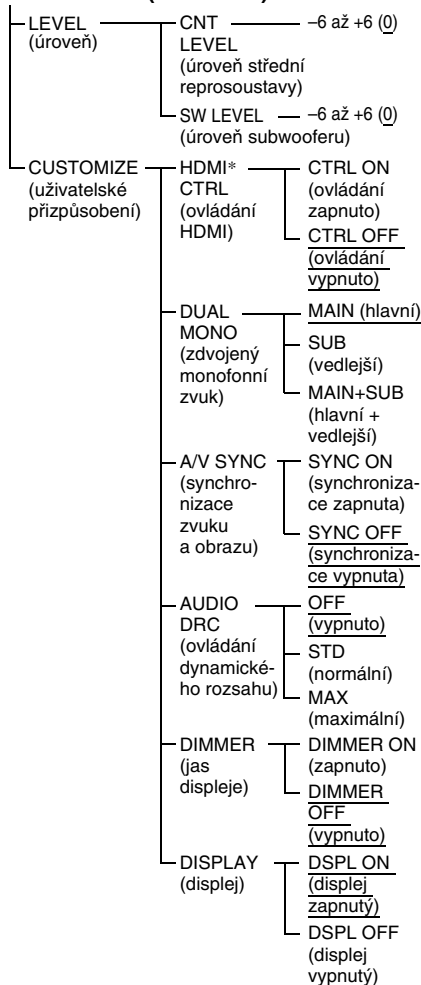 LEVEL
(úroveň)
CNT
LEVEL
(úroveň střední
reprosoustavy)
–6 až +6 (0)
SW LEVEL
(úroveň subwooferu)
–6 až +6 (0)
CUSTOMIZE
(uživatelské
přizpůsobení)
HDMI*
CTRL
(ovládání
HDMI)
CTRL ON
(ovládání
zapnuto)
CTRL OFF
(ovládání
vypnuto)
DUAL
MONO
(zdvojený
monofonní
zvuk)
MAIN (hlavní)
SUB
(vedlejší)
MAIN+SUB
(hlavní +
vedlejší)
A/V SYNC
(synchro-
nizace
zvuku
a obrazu)
SYNC ON
(synchroniza-
ce zapnuta)
SYNC OFF
(synchroniza-
ce vypnuta)
AUDIO
DRC
(ovládání
dynamické-
ho rozsahu)
OFF
(vypnuto)
STD
(normální)
MAX
(maximální)
DIMMER
(jas
displeje)
DIMMER ON
(zapnuto)
DIMMER
OFF
(vypnuto)
DISPLAY
(displej)
DSPL ON
(displej
zapnutý)
DSPL OFF
(displej
vypnutý)